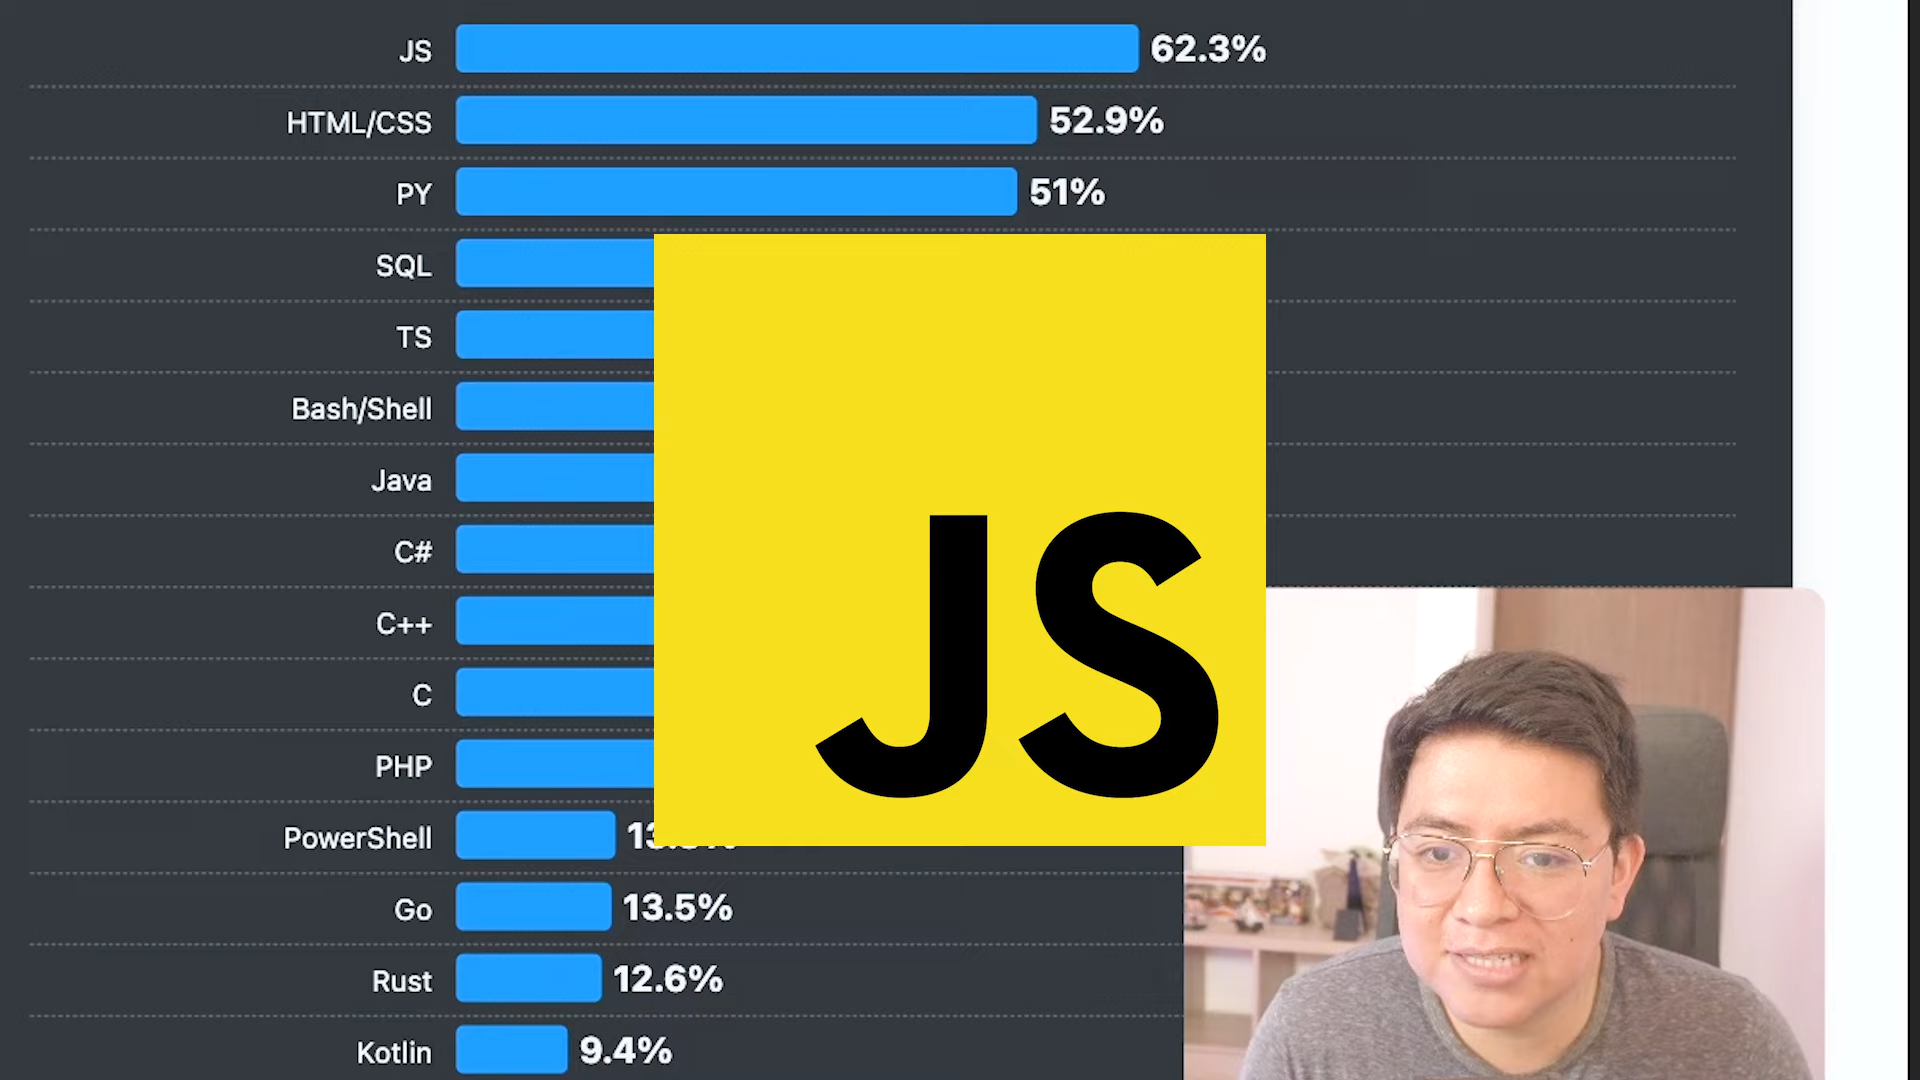 JS 62.3%
HTML/CSS 52.9%
PY 51%
SQL
TS
Bash/Shell
Java
C#
C++
C
PHP
JS
PowerShell
Go 13.5%
Rust 12.6%
Kotlin 9.4%